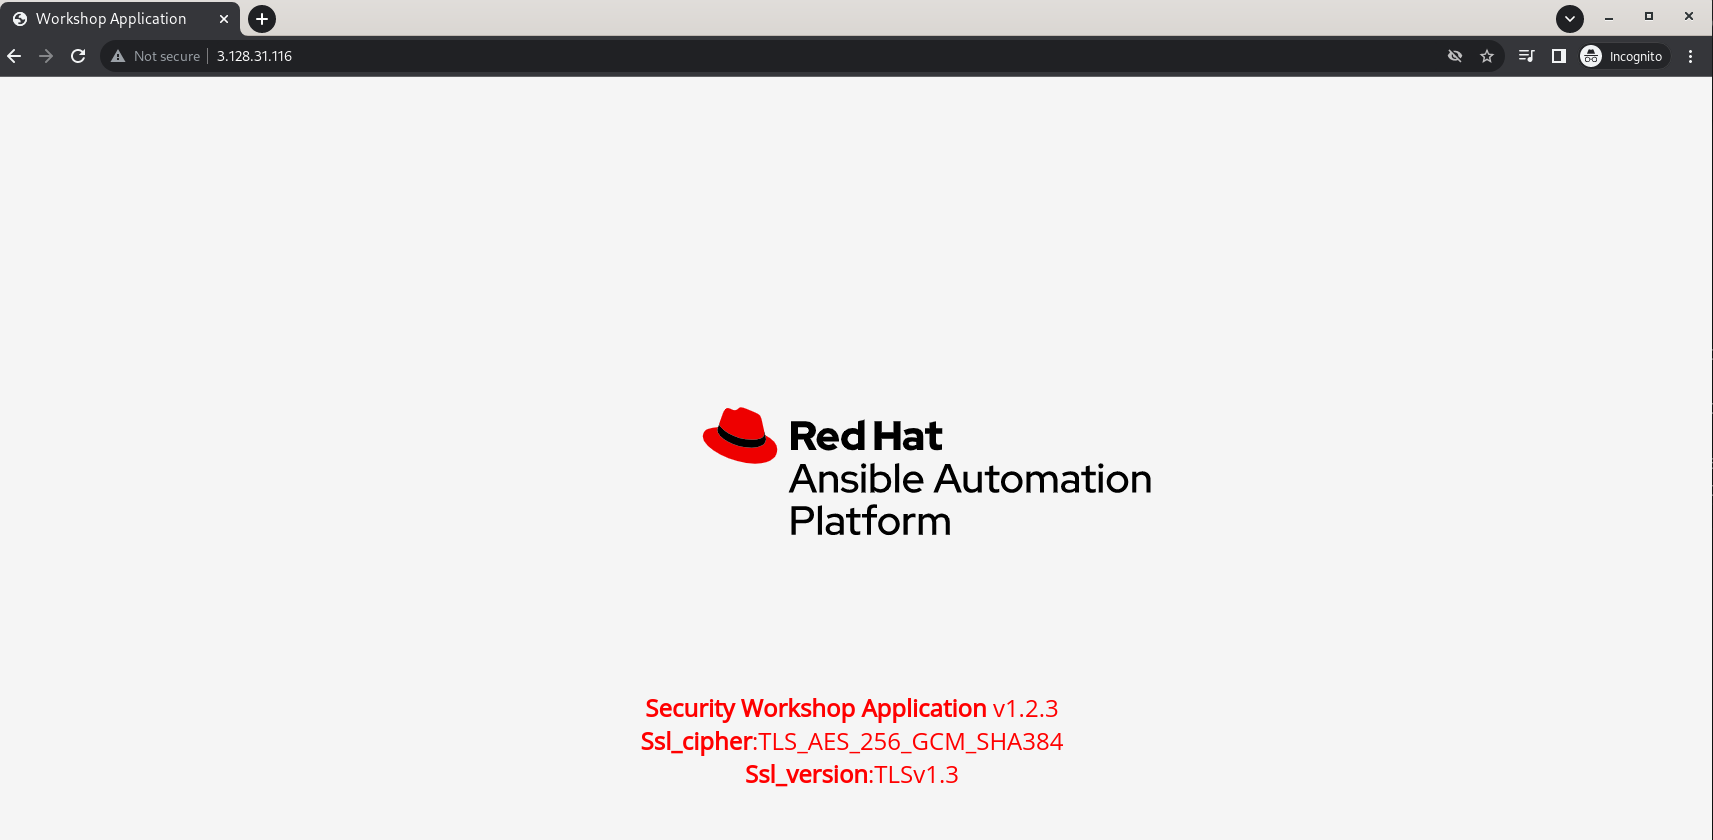 Workshop Application
Not secure
3.128.31.116
Incognito
Red Hat
Ansible Automation
Platform
Security Workshop Application v1.2.3
Ssl_cipher:TLS_AES_256_GCM_SHA384
Ssl_version:TLSv1.3